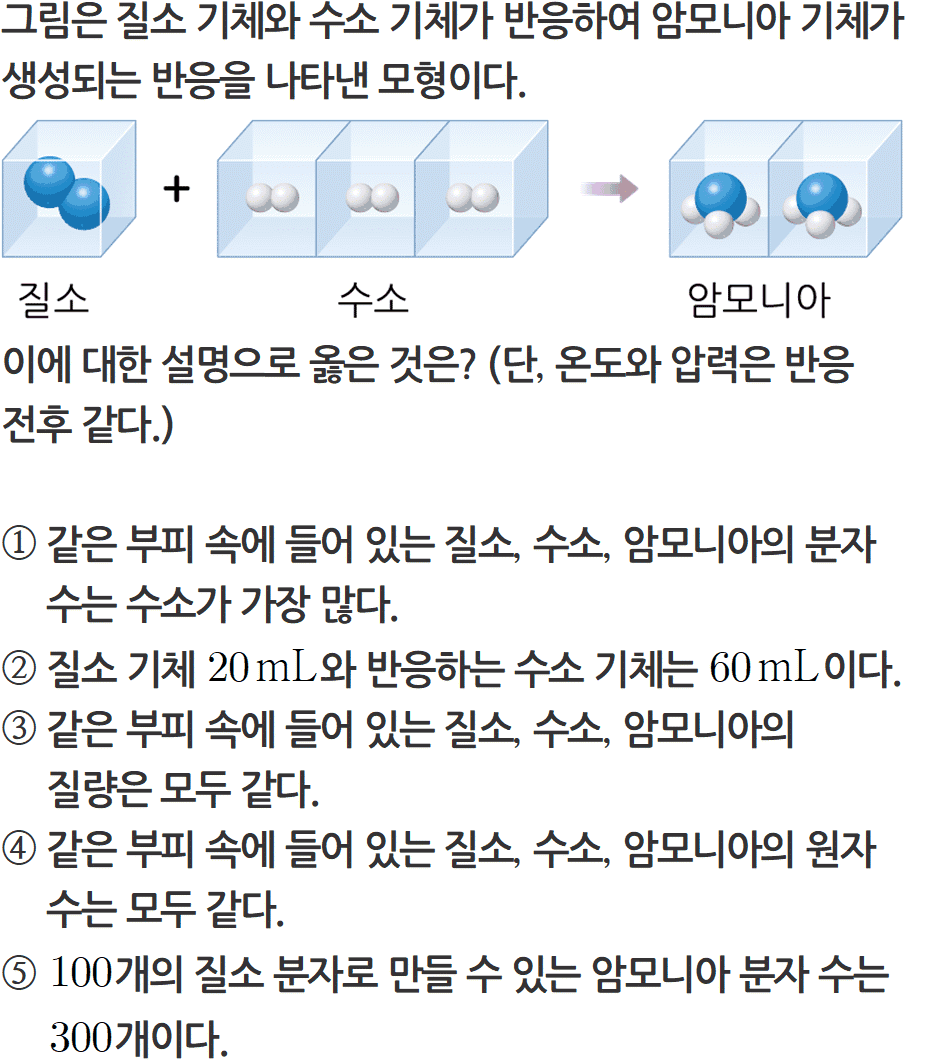 그림은 질소 기체와 수소 기체가 반응하여 암모니아 기체가
생성되는 반응을 나타낸 모형이다.
+
질소 수소 암모니아
이에 대한 설명으로 옳은 것은? (단, 온도와 압력은 반응
전후 같다.)
① 같은 부피 속에 들어 있는 질소, 수소, 암모니아의 분자
수는 수소가 가장 많다.
② 질소 기체 20 mL와 반응하는 수소 기체는 60 mL이다.
③ 같은 부피 속에 들어 있는 질소, 수소, 암모니아의
질량은 모두 같다.
④ 같은 부피 속에 들어 있는 질소, 수소, 암모니아의 원자
수는 모두 같다.
⑤ 100개의 질소 분자로 만들 수 있는 암모니아 분자 수는
300개이다.